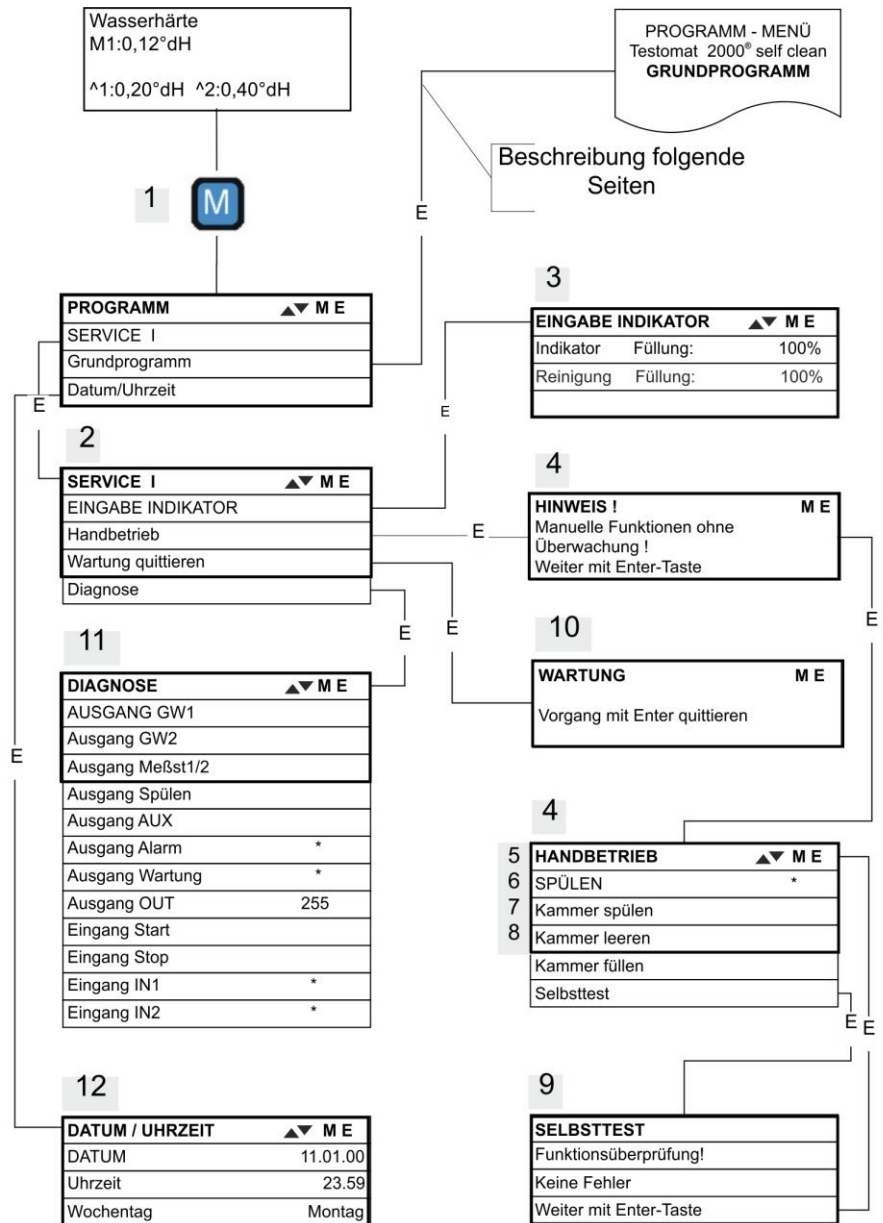 Wasserhärte
M1:0,12°dH
^1:0,20°dH ^2:0,40°dH
PROGRAMM - MENÜ
Testomat 2000® self clean
GRUNDPROGRAMM
Beschreibung folgende
Seiten
1
M
E
PROGRAMM ▲▼ M E
SERVICE I
Grundprogramm
Datum/Uhrzeit
E
3
EINGABE INDIKATOR ▲▼ M E
Indikator Füllung: 100%
Reinigung Füllung: 100%
E
2
SERVICE I ▲▼ M E
EINGABE INDIKATOR
Handbetrieb
Wartung quittieren
Diagnose
E
4
HINWEIS ! M E
Manuelle Funktionen ohne
Überwachung !
Weiter mit Enter-Taste
E
E
E
10
WARTUNG M E
Vorgang mit Enter quittieren
11
DIAGNOSE ▲▼ M E
AUSGANG GW1
Ausgang GW2
Ausgang Meßst1/2
Ausgang Spülen
Ausgang AUX
Ausgang Alarm *
Ausgang Wartung *
Ausgang OUT 255
Eingang Start
Eingang Stop
Eingang IN1 *
Eingang IN2 *
E
4
5 HANDBETRIEB ▲▼ M E
6 SPÜLEN *
7 Kammer spülen
8 Kammer leeren
Kammer füllen
Selbsttest
E E
12
DATUM / UHRZEIT ▲▼ M E
DATUM 11.01.00
Uhrzeit 23.59
Wochentag Montag
9
SELBSTTEST
Funktionsüberprüfung!
Keine Fehler
Weiter mit Enter-Taste